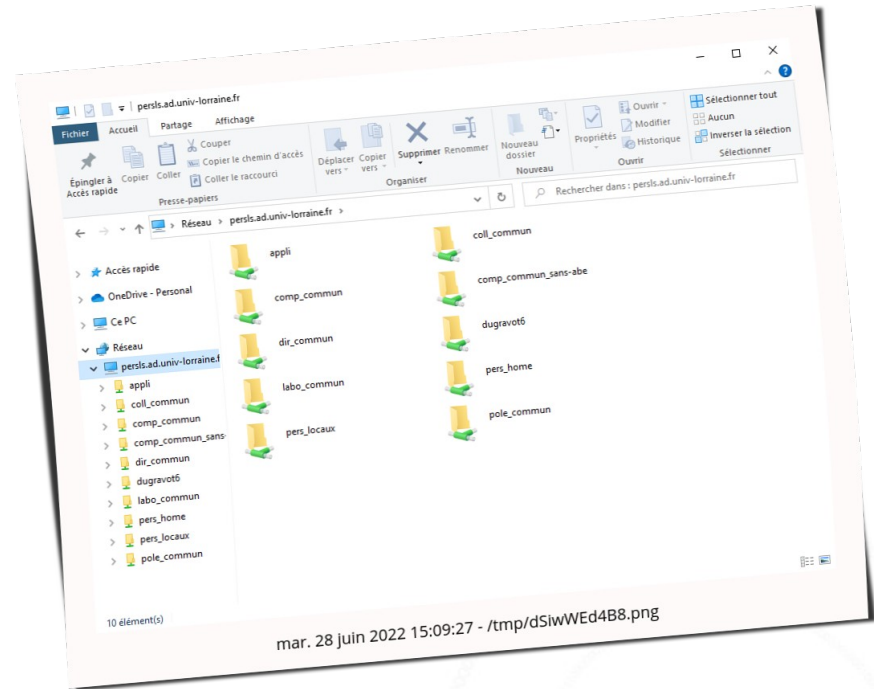 persls.ad.univ-lorraine.fr
Fichier Accueil Partage Affichage
Épingler à Accès rapide
Copier
Coller
Couper
Copier le chemin d'accès
Coller le raccourci
Presse-papiers
Déplacer vers
Copier vers
Supprimer
Renommer
Organiser
Nouveau dossier
Nouveau
Propriétés
Ouvrir
Modifier
Historique
Ouvrir
Sélectionner tout
Aucun
Inverser la sélection
Sélectionner
Réseau > persls.ad.univ-lorraine.fr >
Rechercher dans : persls.ad.univ-lorraine.fr
Accès rapide
OneDrive - Personal
Ce PC
Réseau
persls.ad.univ-lorraine.f
appli
coll_commun
comp_commun
comp_commun_sans-
dir_commun
dugravot6
labo_commun
pers_home
pers_locaux
pole_commun
appli
coll_commun
comp_commun
comp_commun_sans-abe
dir_commun
dugravot6
labo_commun
pers_home
pers_locaux
pole_commun
10 élément(s)
mar. 28 juin 2022 15:09:27 - /tmp/dSiwWEd4B8.png